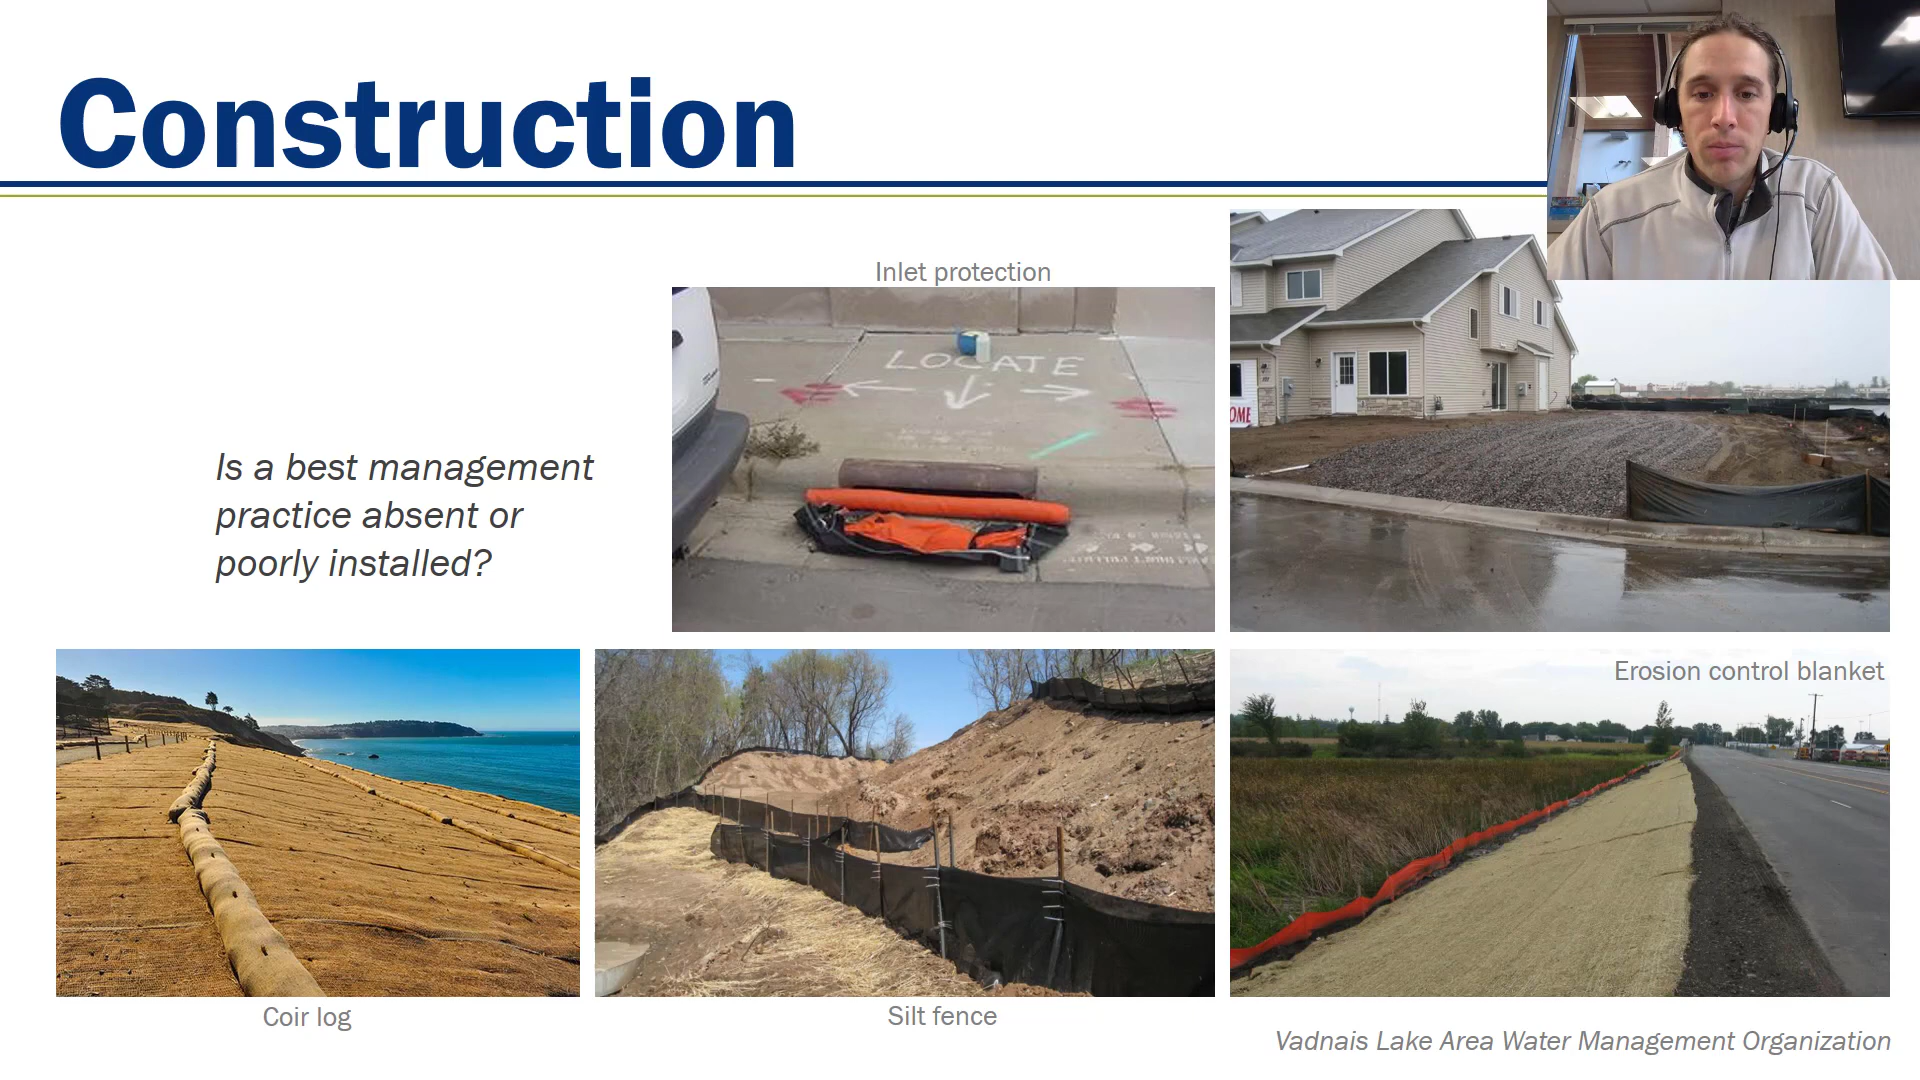 Construction
Inlet protection
LOCATE
OME
Is a best management
practice absent or
poorly installed?
Erosion control blanket
Coir log
Silt fence
Vadnais Lake Area Water Management Organization